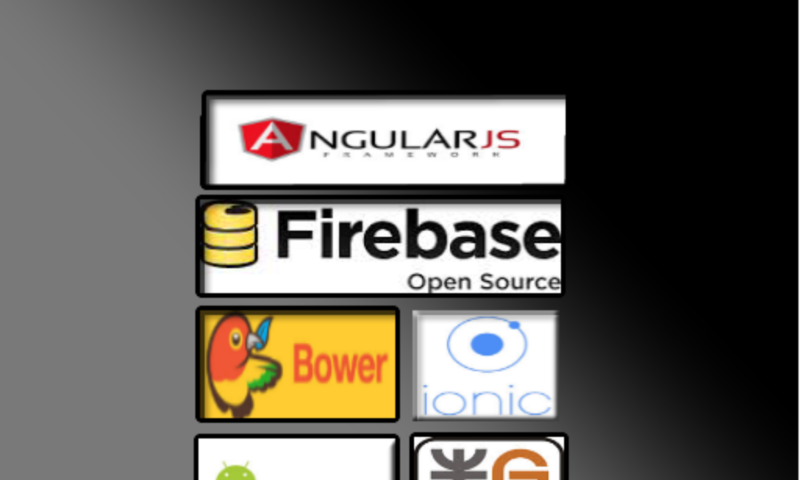 ANGULARJS
FRAMEWORK
Firebase
Open Source
Bower
ionic
G